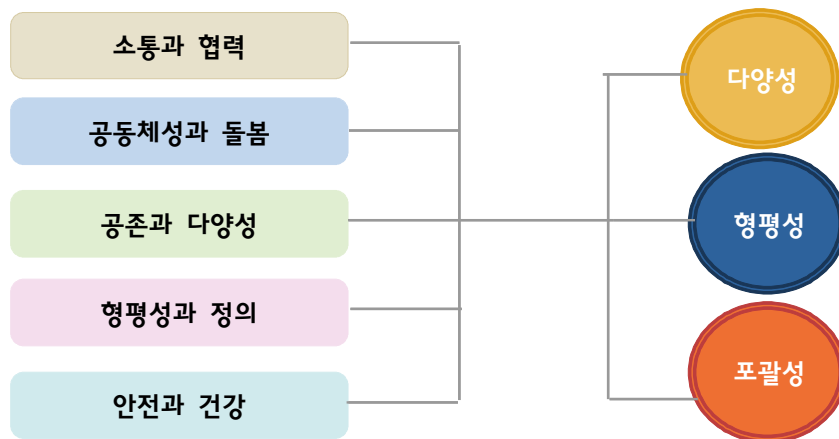 소통과 협력
공동체성과 돌봄
공존과 다양성
형평성과 정의
안전과 건강
다양성
형평성
포괄성